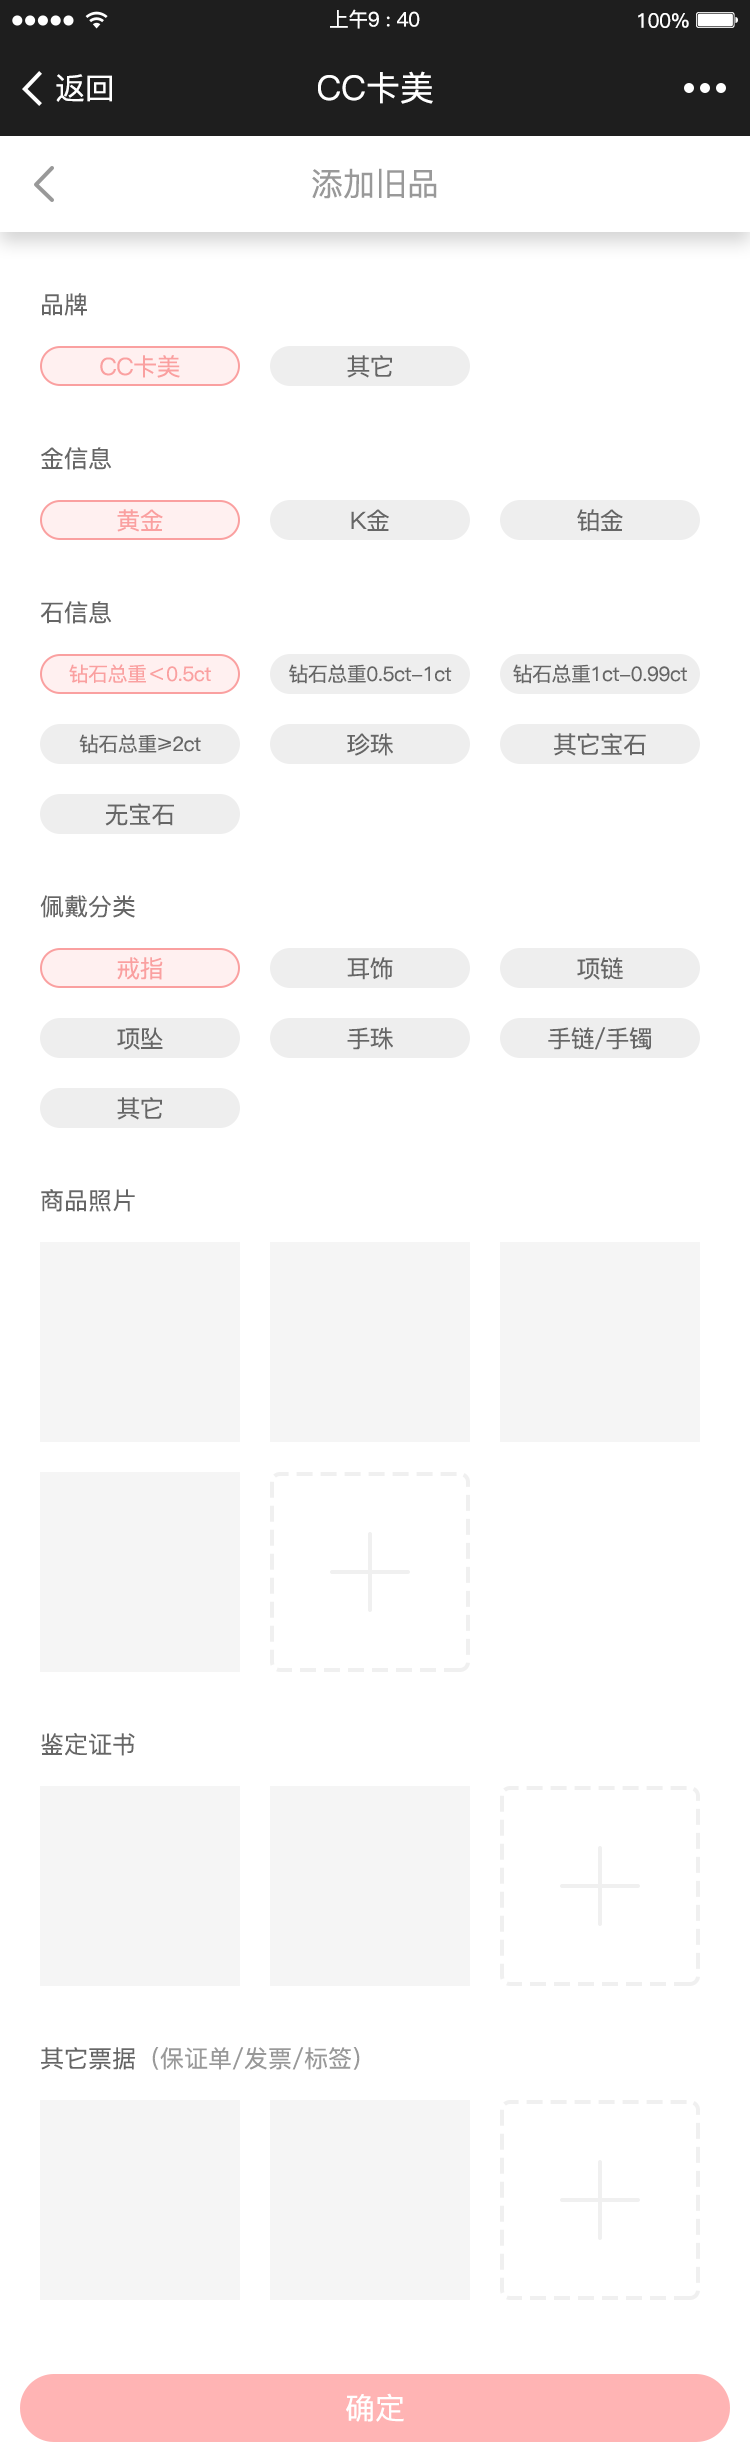 上午9 : 40
100%
返回
CC卡美
添加旧品
品牌
CC卡美
其它
金信息
黄金
K金
铂金
石信息
钻石总重＜0.5ct
钻石总重0.5ct-1ct
钻石总重1ct-0.99ct
钻石总重≥2ct
珍珠
其它宝石
无宝石
佩戴分类
戒指
耳饰
项链
项坠
手珠
手链/手镯
其它
商品照片
鉴定证书
其它票据（保证单/发票/标签）
确定